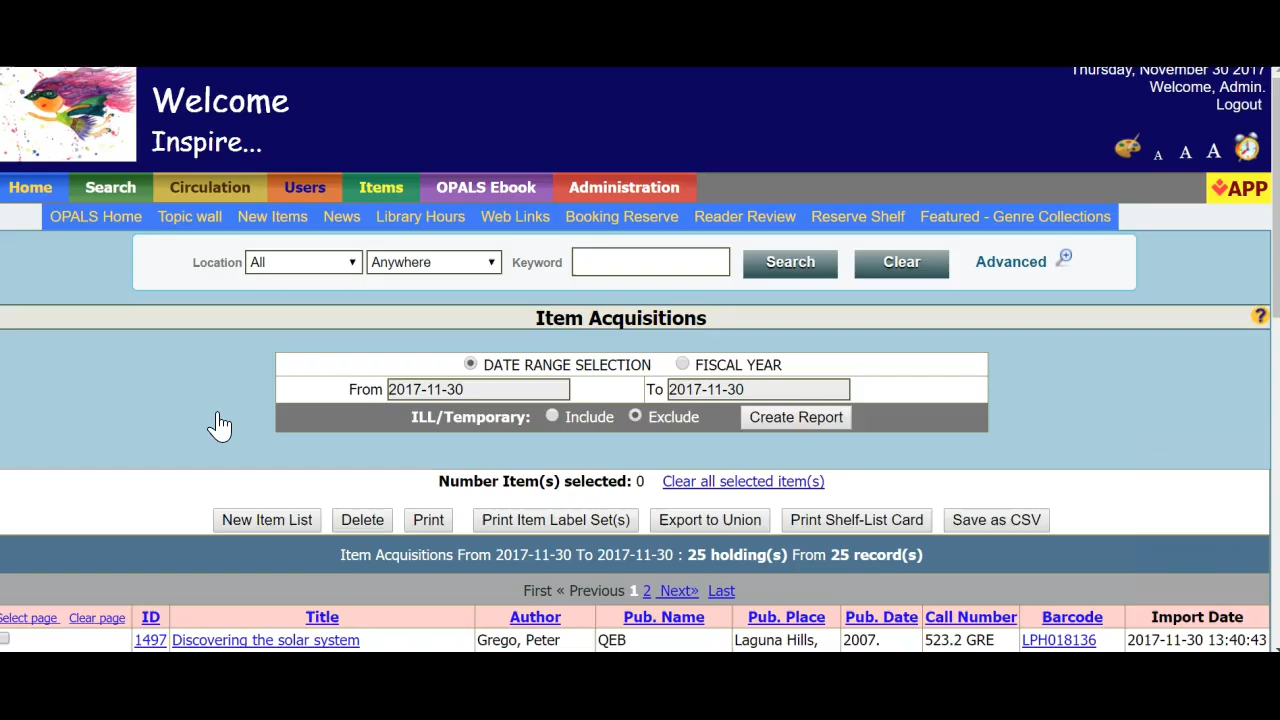 Thursday, November 30 2017
Welcome, Admin.
Logout
Welcome
Inspire...
A A A
Home Search Circulation Users Items OPALS Ebook Administration APP
OPALS Home Topic wall New Items News Library Hours Web Links Booking Reserve Reader Review Reserve Shelf Featured - Genre Collections
Location All Anywhere Keyword Search Clear Advanced
Item Acquisitions ?
DATE RANGE SELECTION FISCAL YEAR
From 2017-11-30 To 2017-11-30
ILL/Temporary: Include Exclude Create Report
Number Item(s) selected: 0 Clear all selected item(s)
New Item List Delete Print Print Item Label Set(s) Export to Union Print Shelf-List Card Save as CSV
Item Acquisitions From 2017-11-30 To 2017-11-30 : 25 holding(s) From 25 record(s)
First « Previous 1 2 Next» Last
Select page Clear page ID Title Author Pub. Name Pub. Place Pub. Date Call Number Barcode Import Date
1497 Discovering the solar system Grego, Peter QEB Laguna Hills, 2007. 523.2 GRE LPH018136 2017-11-30 13:40:43